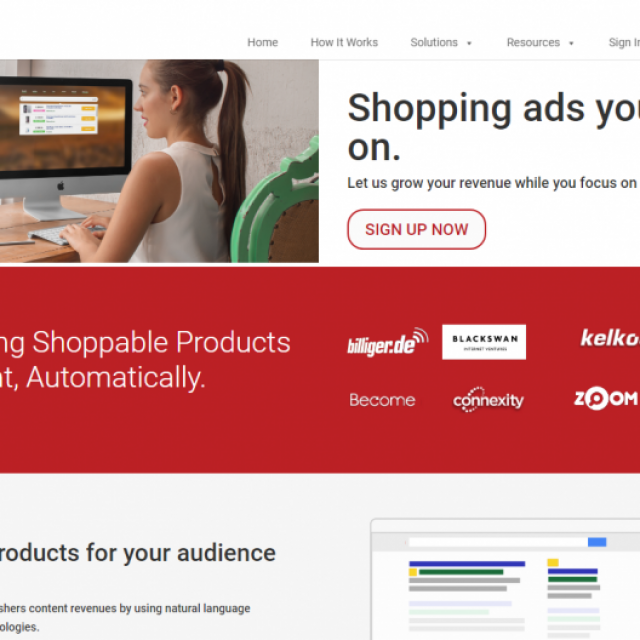 Home How It Works Solutions Resources Sign I
Shopping ads yo
on.
Let us grow your revenue while you focus on
SIGN UP NOW
ng Shoppable Products
t, Automatically.
billiger.de
BLACKSWAN
INTERNET VENTURES
kelko
Become
connexity
ZOOM
roducts for your audience
shers content revenues by using natural language
ologies.